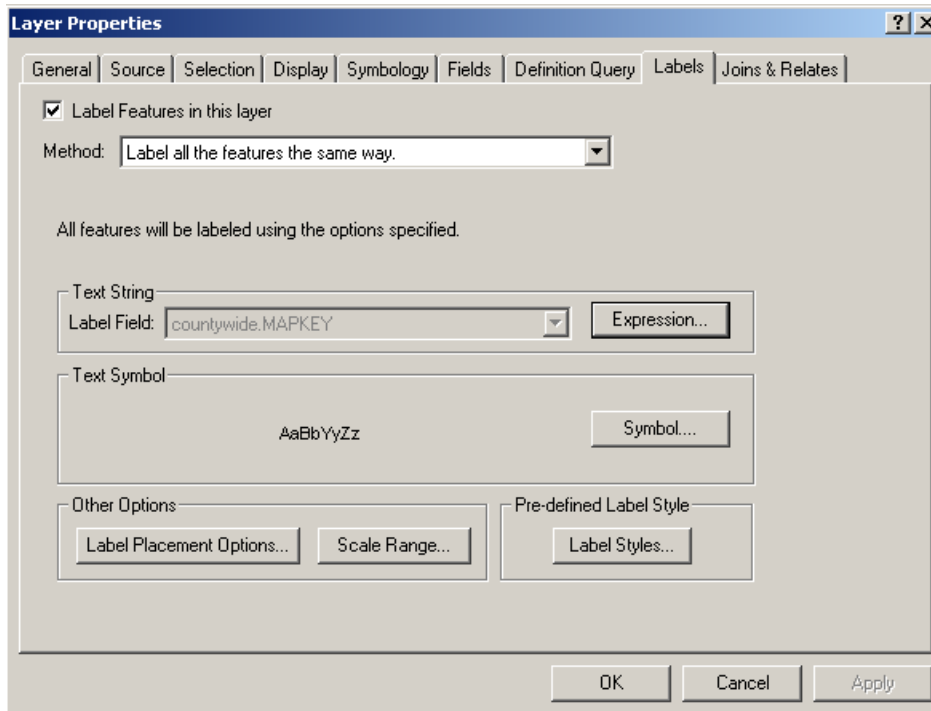 Layer Properties
General Source Selection Display Symbology Fields Definition Query Labels Joins & Relates
Label Features in this layer
Method: Label all the features the same way.
All features will be labeled using the options specified.
Text String
Label Field: countywide.MAPKEY Expression...
Text Symbol
AaBbYyZz Symbol....
Other Options Pre-defined Label Style
Label Placement Options... Scale Range... Label Styles...
OK Cancel Apply